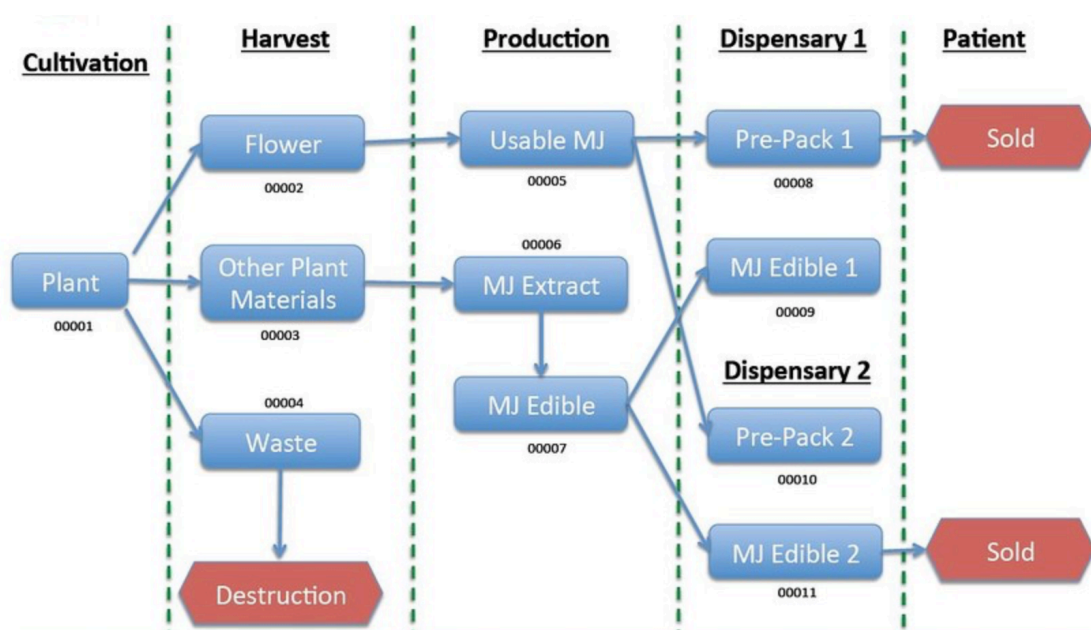 Cultivation
Harvest
Production
Dispensary 1
Patient
Flower
00002
Usable MJ
00005
Pre-Pack 1
00008
Sold
Plant
00001
Other Plant
Materials
00003
00006
MJ Extract
MJ Edible 1
00009
00004
Waste
MJ Edible
00007
Dispensary 2
Pre-Pack 2
00010
MJ Edible 2
00011
Sold
Destruction